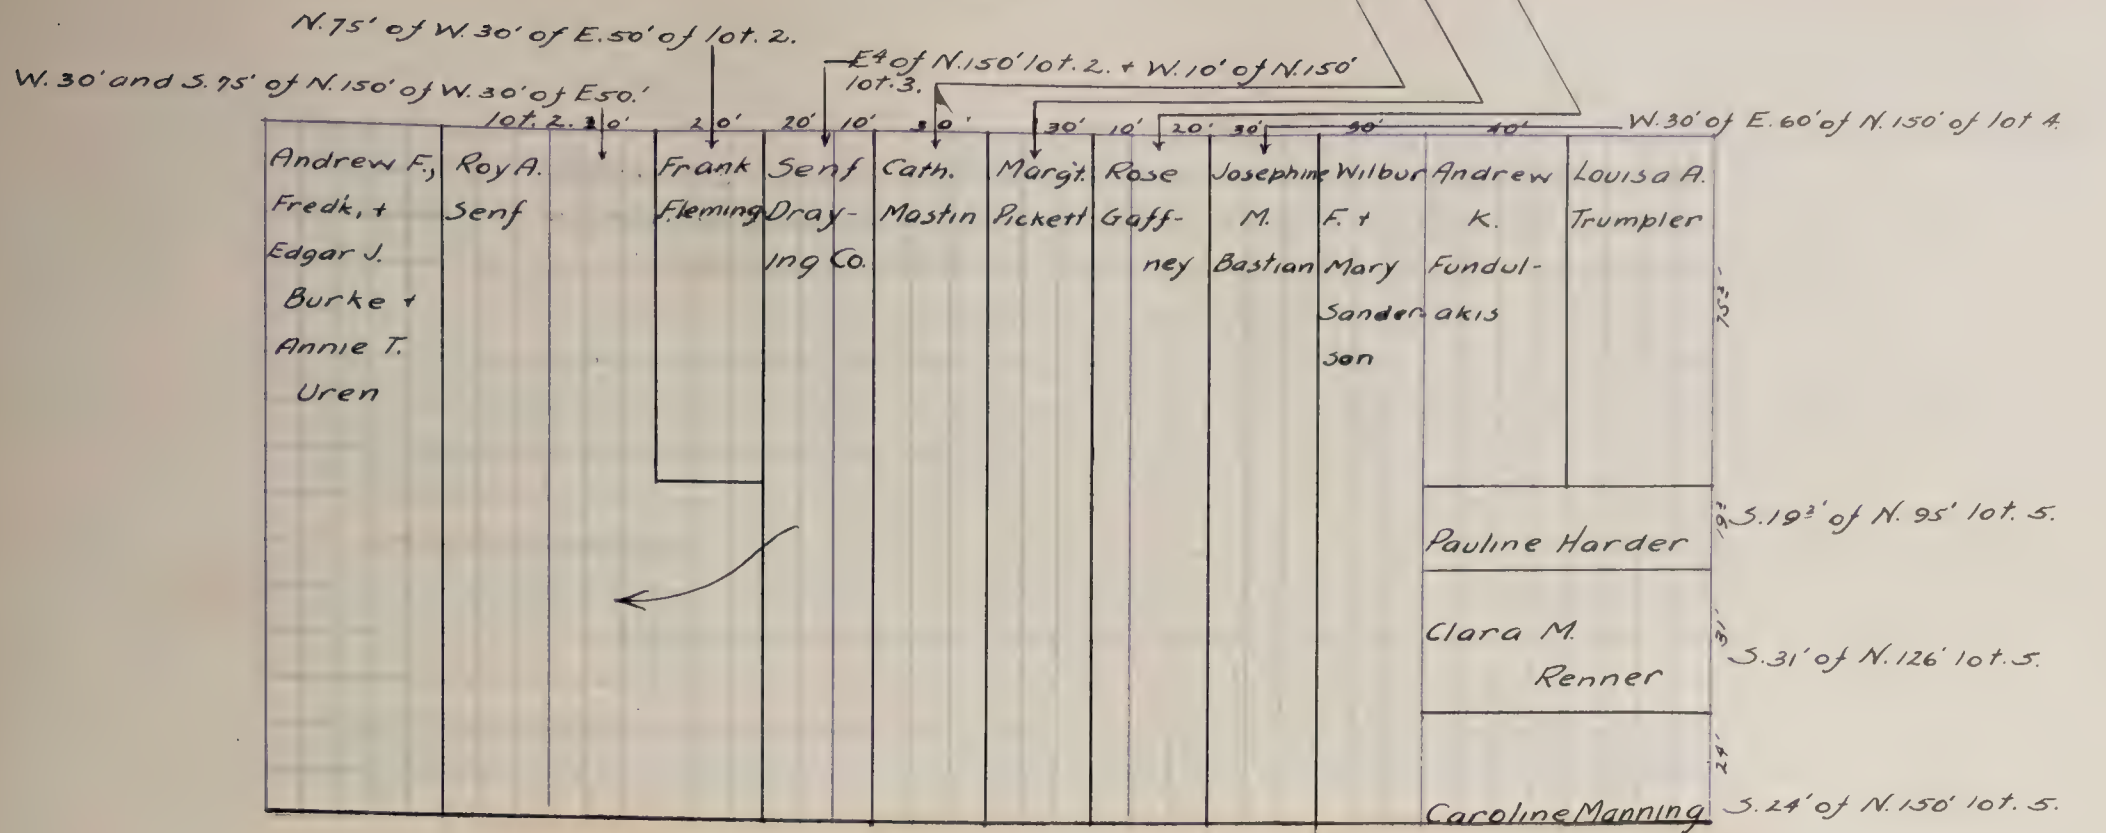 N.75' of W.30' of E.50' of lot. 2.
W.30' and S.75' of N.150' of W.30' of E50.'
lot. 2.
E⁴ of N.150' lot. 2. + W.10' of N.150'
lot. 3.
W.30' of E.60' of N.150' of lot 4.
20' 10' 30' 30' 10' 20' 30' 40'
Andrew F.,
Fredk, +
Edgar J.
Burke +
Annie T.
Uren
Roy A.
Senf
Frank
Fleming
Senf
Dray-
ing Co.
Cath.
Mastin
Margt.
Pickett
Rose
Gaff-
ney
Josephine
M.
Bastian
Wilbur
F. +
Mary
Sander
son
Andrew
K.
Fundul-
akis
Louisa A.
Trumpler
Pauline Harder
S.19² of N. 95' lot. 5.
Clara M.
Renner
31'
S.31' of N.126' lot. 5.
24'
Caroline Manning
S.24' of N.150' lot. 5.